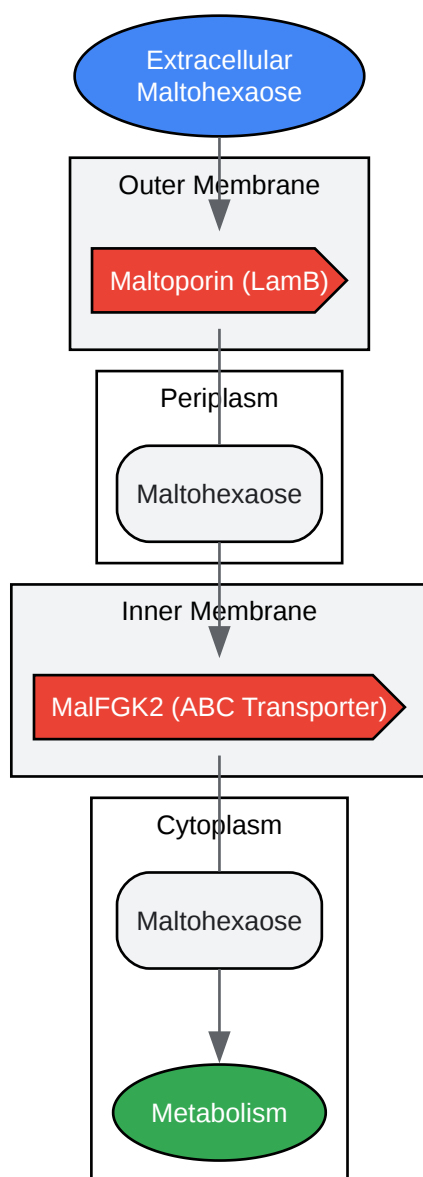 Extracellular
Maltohexaose
Outer Membrane
Maltoporin (LamB)
Periplasm
Maltohexaose
Inner Membrane
MalFGK2 (ABC Transporter)
Cytoplasm
Maltohexaose
Metabolism